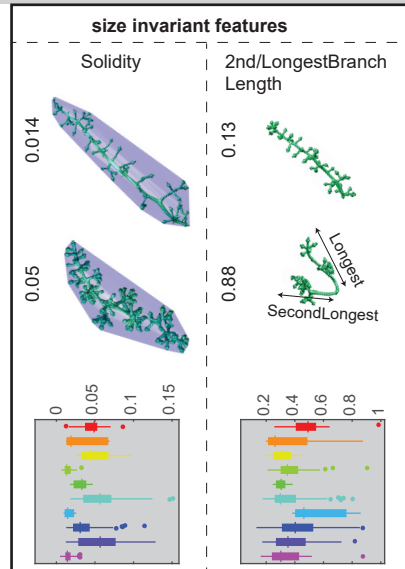 size invariant features
Solidity
2nd/LongestBranch
Length
0.014
0.13
0.05
0.88
Longest
SecondLongest
0
0.05
0.1
0.15
0.2
0.4
0.6
0.8
1